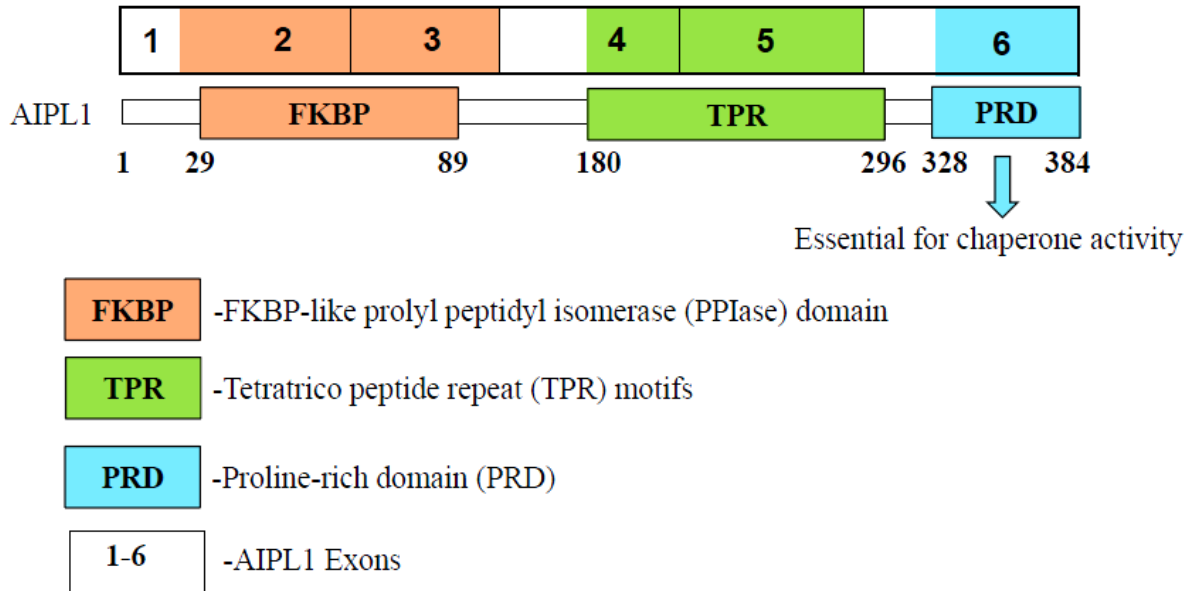 1 2 3 4 5 6
AIPL1 FKBP TPR PRD
1 29 89 180 296 328 384
Essential for chaperone activity
FKBP -FKBP-like prolyl peptidyl isomerase (PPIase) domain
TPR -Tetratrico peptide repeat (TPR) motifs
PRD -Proline-rich domain (PRD)
1-6 -AIPL1 Exons